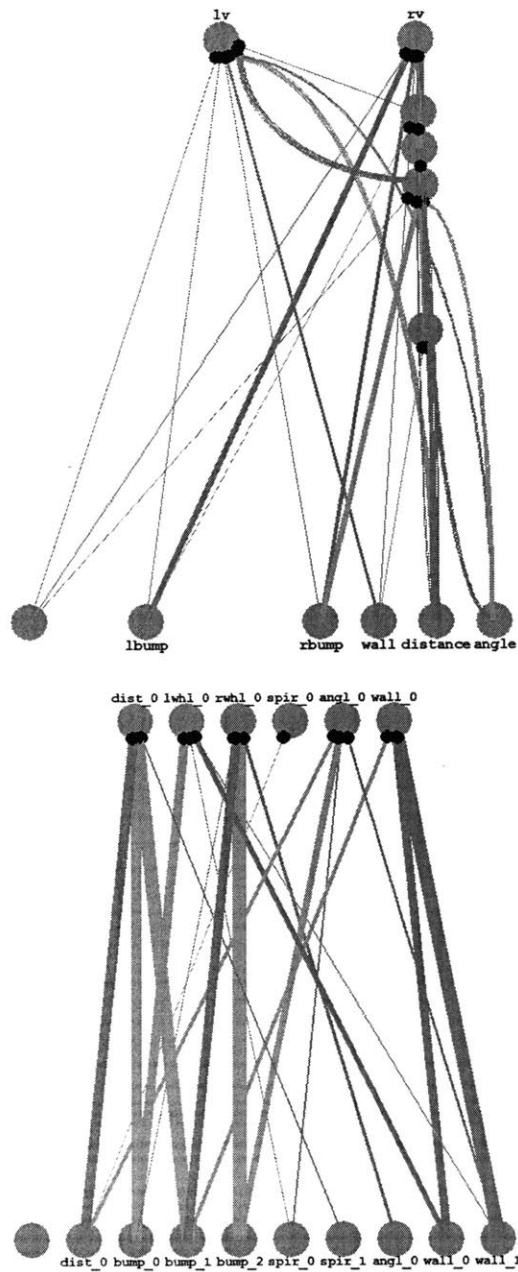 lv rv
lbump rbump wall distance angle
dist_0 lwhl_0 rwhl_0 spir_0 angl_0 wall_0
dist_0 bump_0 bump_1 bump_2 spir_0 spir_1 angl_0 wall_0 wall_1